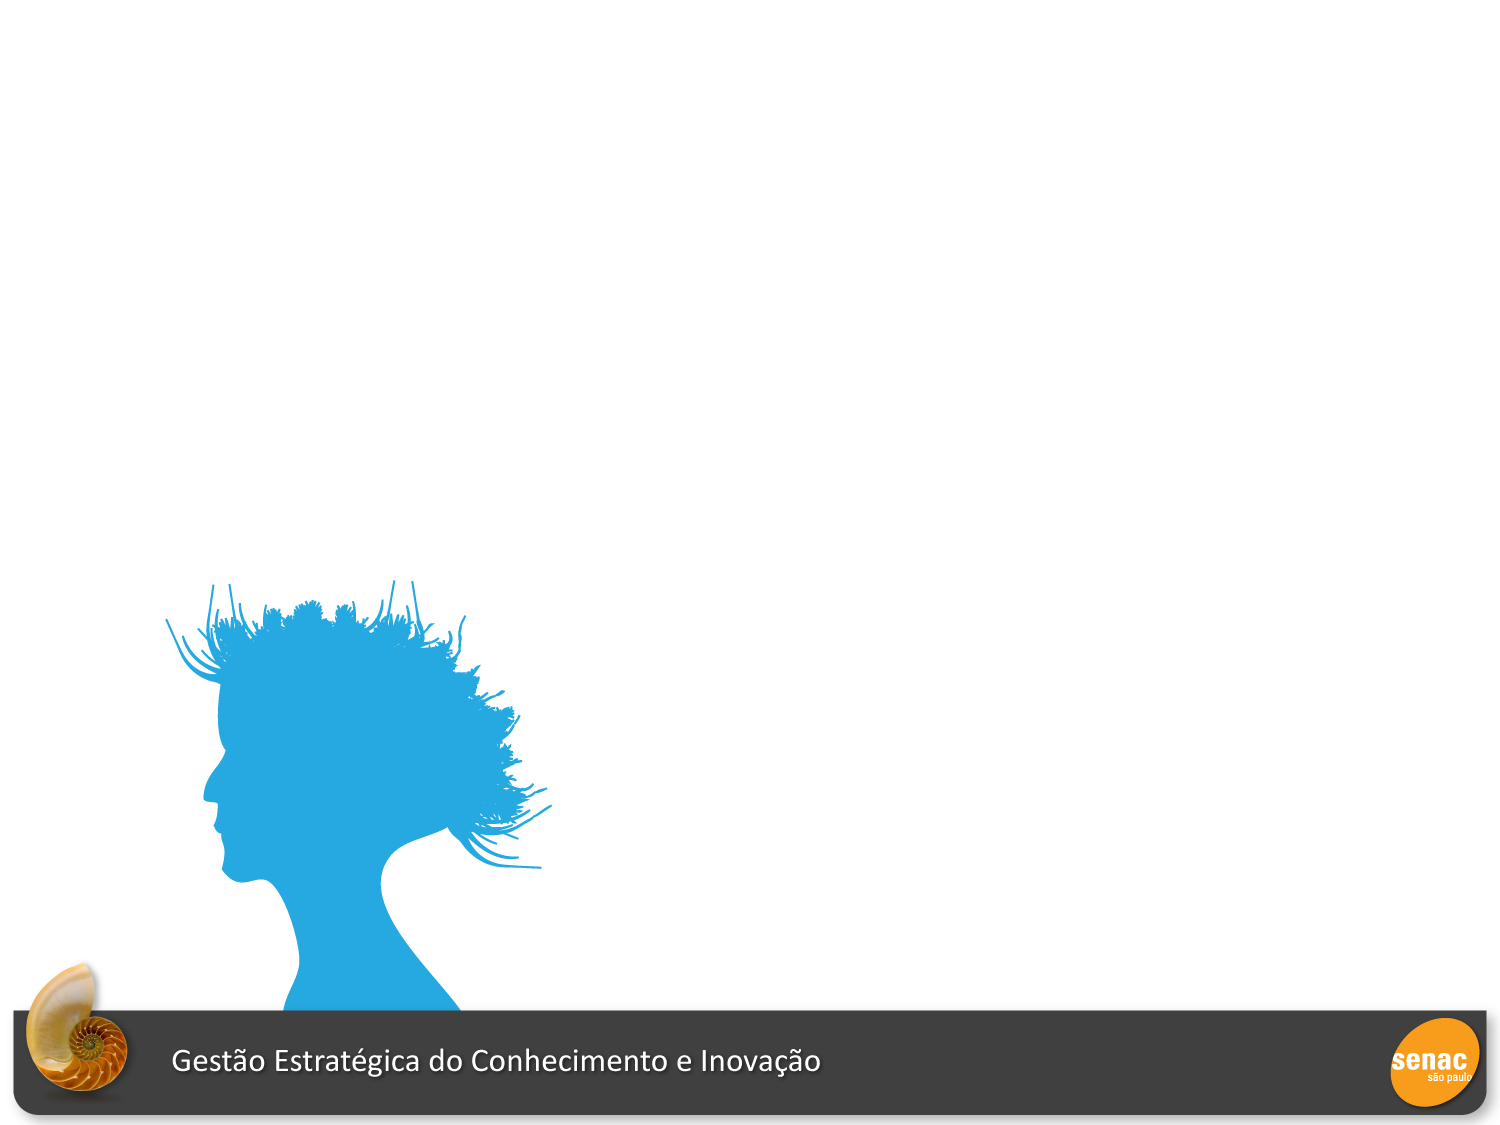 Gestão Estratégica do Conhecimento e Inovação
senac
são paulo